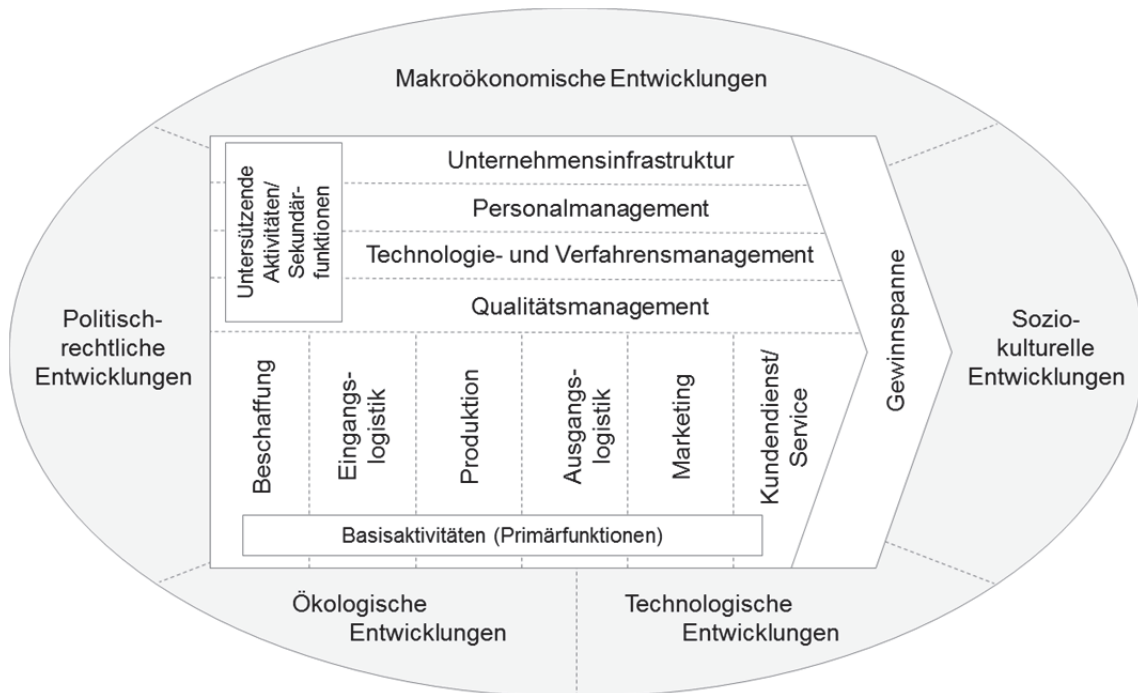 Makroökonomische Entwicklungen
Untersützende
Aktivitäten/
Sekundär-
funktionen
Unternehmensinfrastruktur
Personalmanagement
Technologie- und Verfahrensmanagement
Qualitätsmanagement
Politisch-
rechtliche
Entwicklungen
Beschaffung
Eingangs-
logistik
Produktion
Ausgangs-
logistik
Marketing
Kundendienst/
Service
Gewinnspanne
Sozio-
kulturelle
Entwicklungen
Basisaktivitäten (Primärfunktionen)
Ökologische
Entwicklungen
Technologische
Entwicklungen